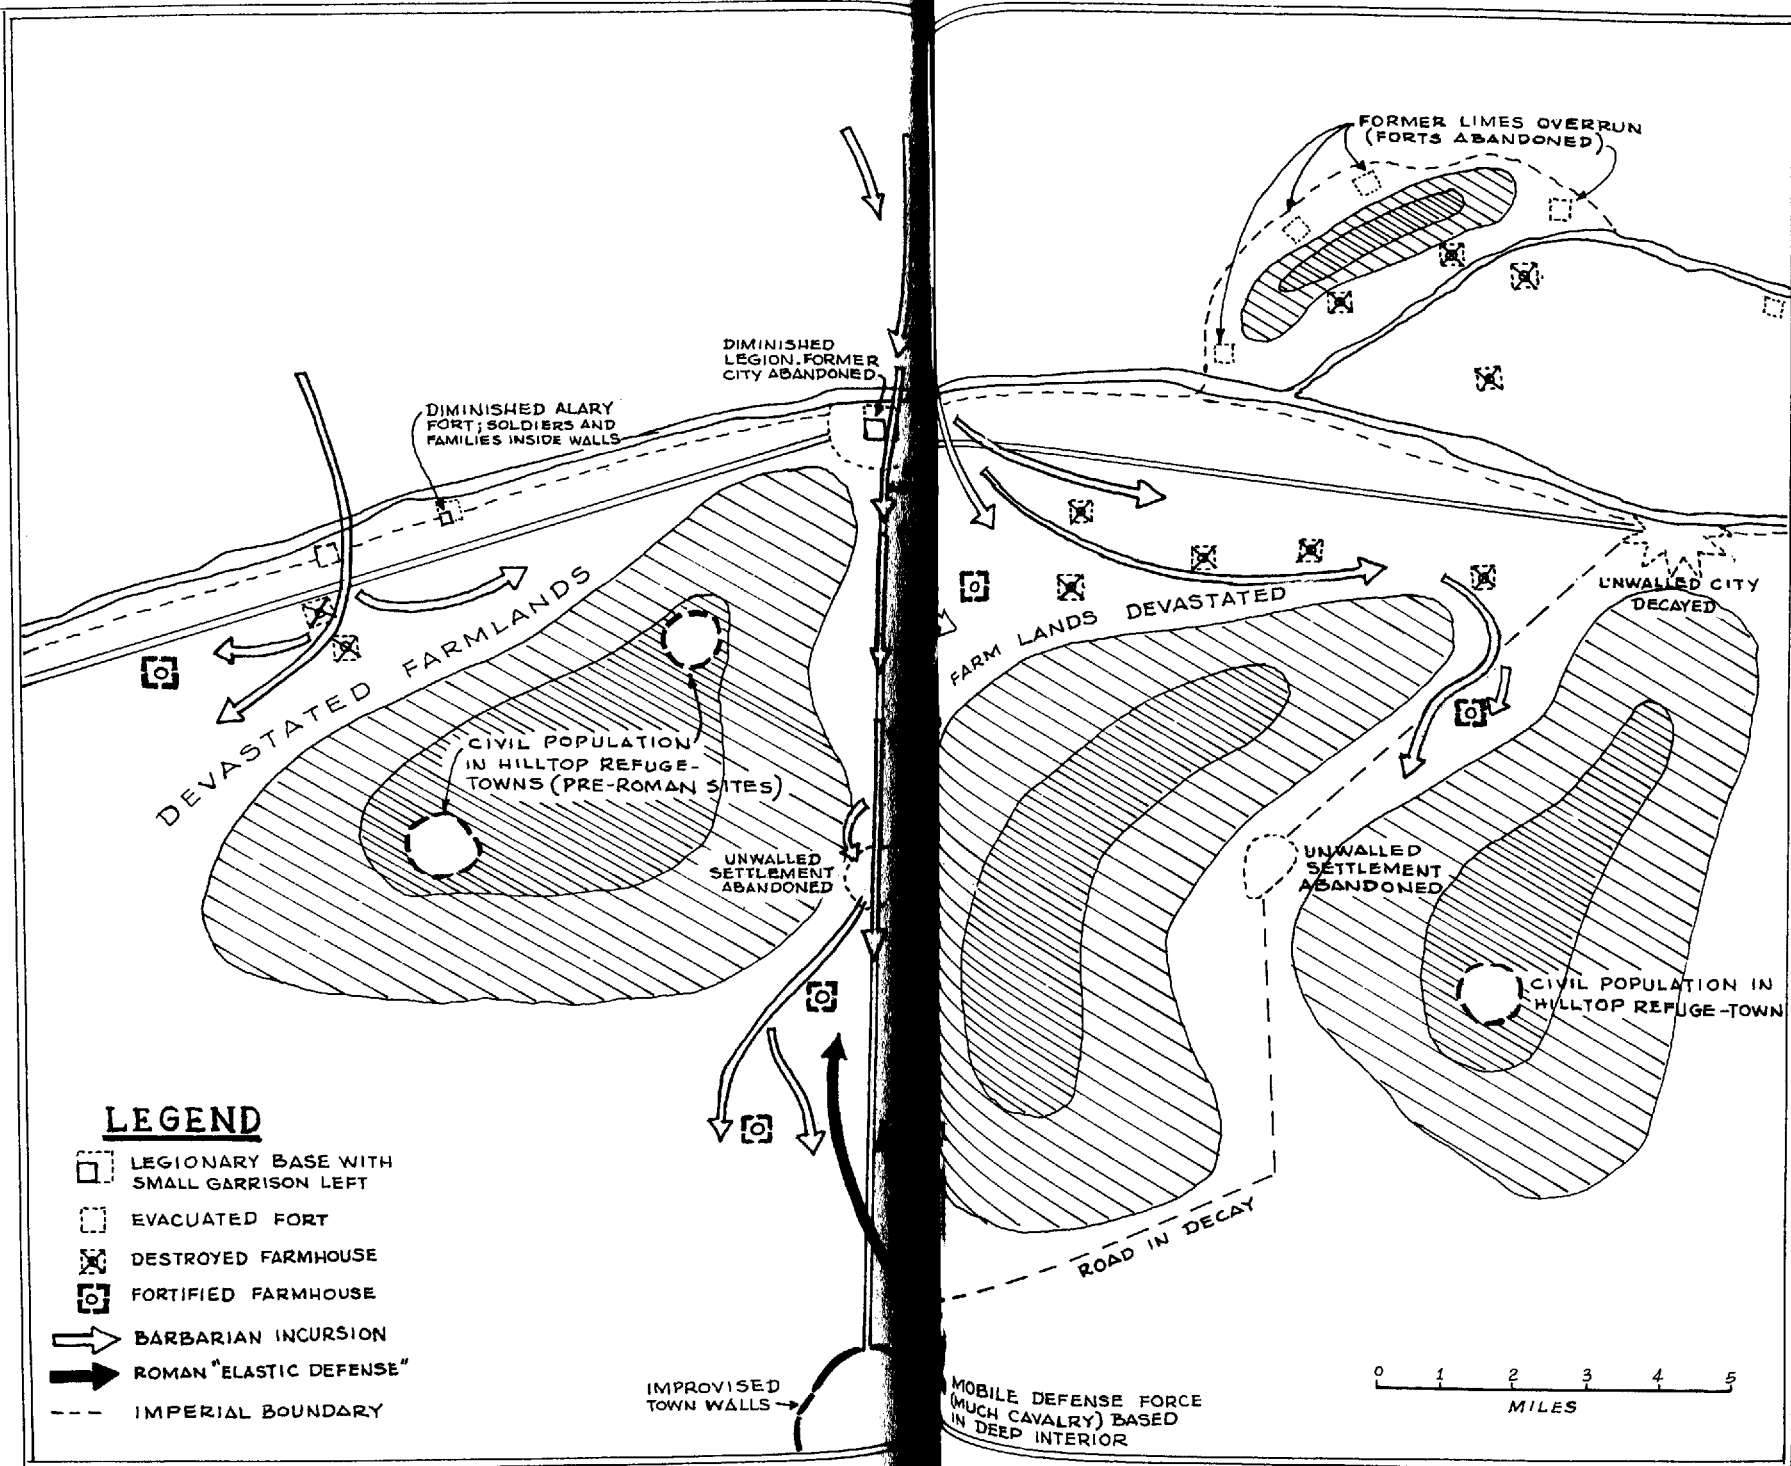 FORMER LIMES OVERRUN
(FORTS ABANDONED)
DIMINISHED
LEGION. FORMER
CITY ABANDONED
DIMINISHED ALARY
FORT; SOLDIERS AND
FAMILIES INSIDE WALLS
DEVASTATED FARMLANDS
FARM LANDS DEVASTATED
UNWALLED CITY
DECAYED
CIVIL POPULATION
IN HILLTOP REFUGE-
TOWNS (PRE-ROMAN SITES)
UNWALLED
SETTLEMENT
ABANDONED
UNWALLED
SETTLEMENT
ABANDONED
CIVIL POPULATION IN
HILLTOP REFUGE-TOWN
ROAD IN DECAY
LEGEND
LEGIONARY BASE WITH
SMALL GARRISON LEFT
EVACUATED FORT
DESTROYED FARMHOUSE
FORTIFIED FARMHOUSE
BARBARIAN INCURSION
ROMAN "ELASTIC DEFENSE"
IMPERIAL BOUNDARY
IMPROVISED
TOWN WALLS
MOBILE DEFENSE FORCE
(MUCH CAVALRY) BASED
IN DEEP INTERIOR
0 1 2 3 4 5
MILES